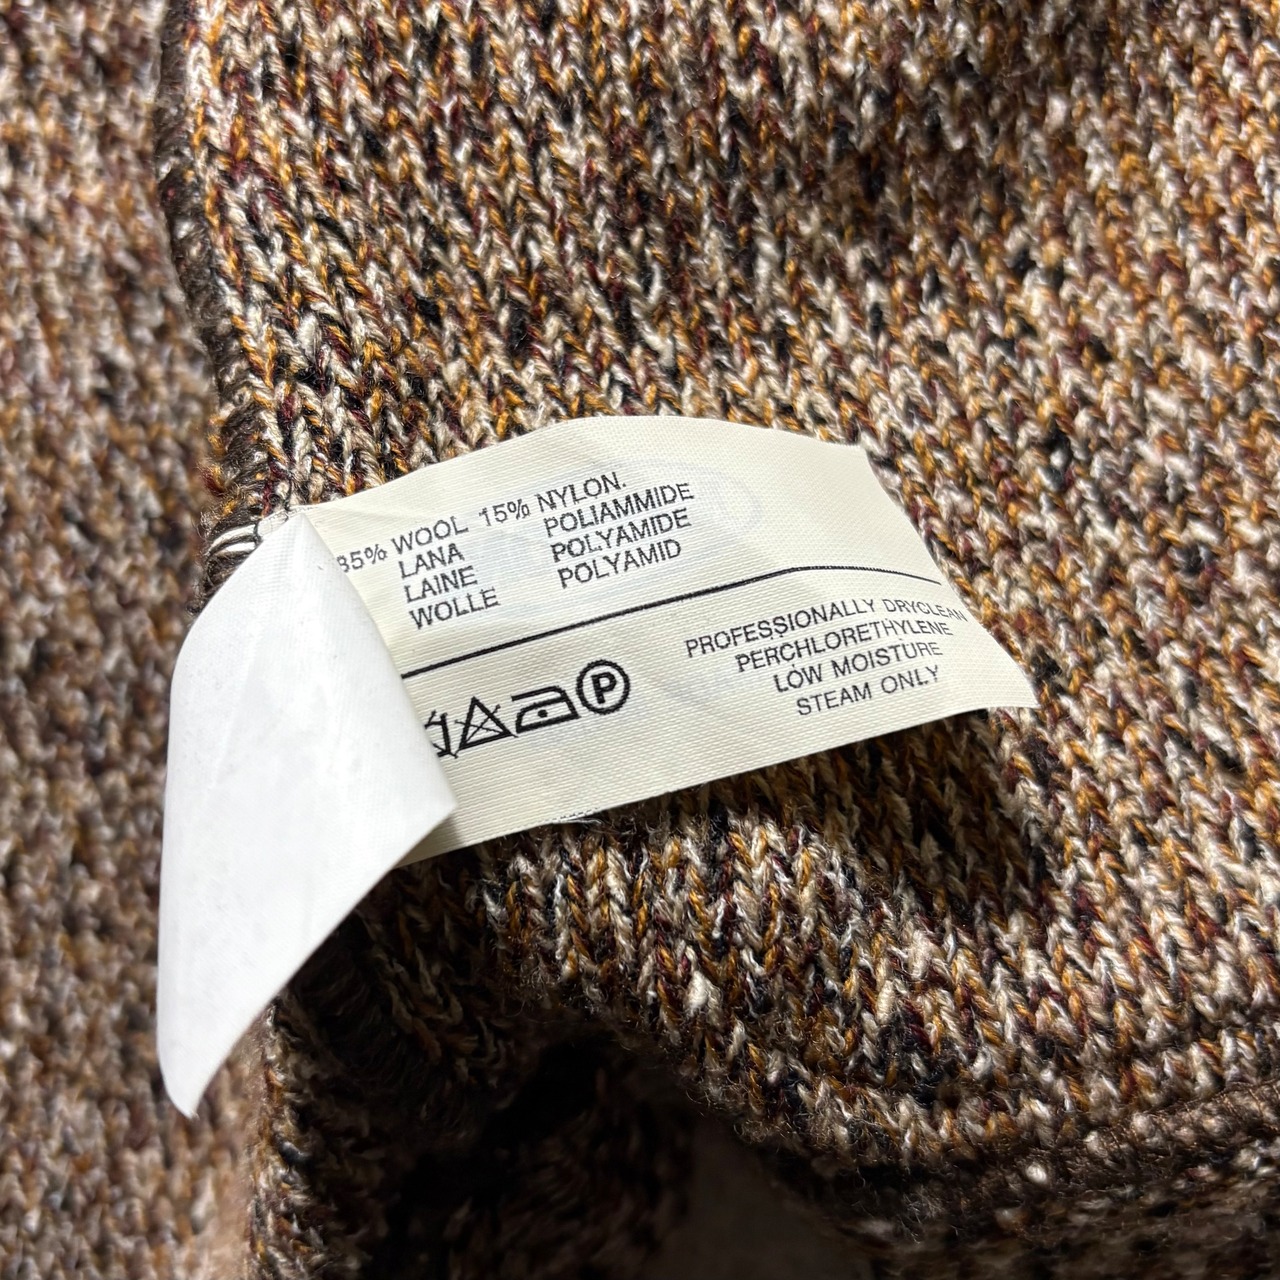 85% WOOL 15% NYLON.
LANA POLIAMMIDE
LAINE POLYAMIDE
WOLLE POLYAMID
PROFESSIONALLY DRYCLEAN
PERCHLORETHYLENE
LOW MOISTURE
STEAM ONLY
P